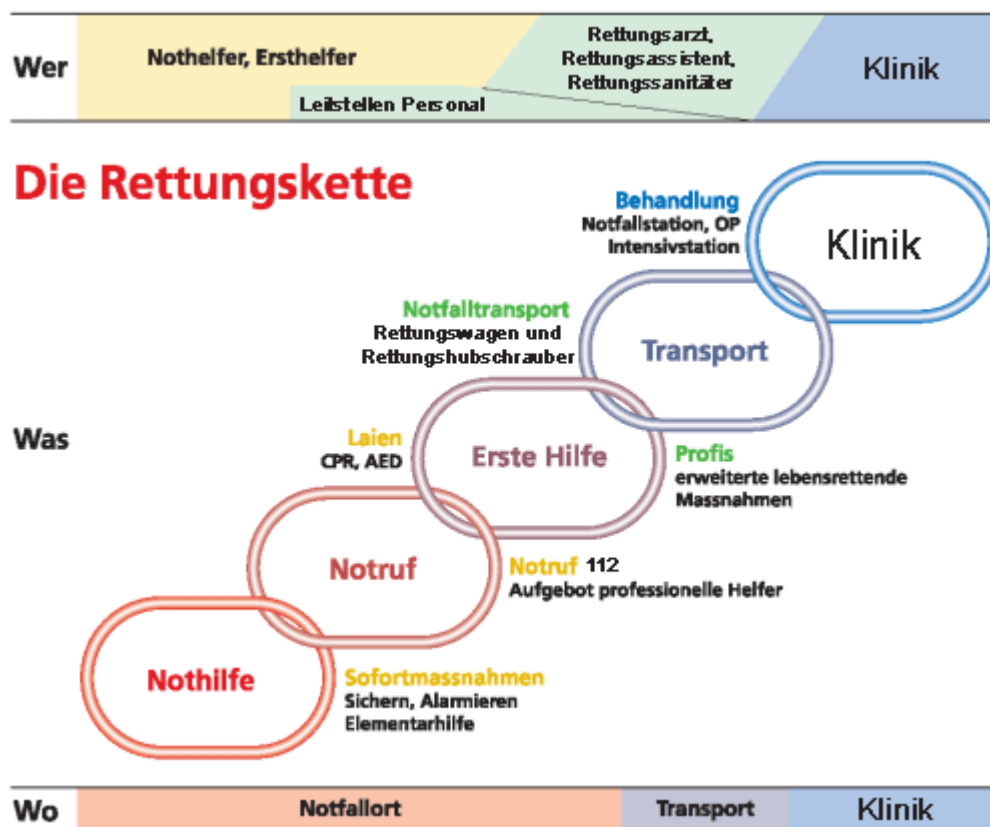 Wer
Nothelfer, Ersthelfer
Leitstellen Personal
Rettungsarzt,
Rettungsassistent,
Rettungssanitäter
Klinik
Die Rettungskette
Behandlung
Notfallstation, OP
Intensivstation
Klinik
Notfalltransport
Rettungswagen und
Rettungshubschrauber
Transport
Was
Laien
CPR, AED
Erste Hilfe
Profis
erweiterte lebensrettende
Massnahmen
Notruf
Notruf 112
Aufgebot professionelle Helfer
Nothilfe
Sofortmassnahmen
Sichern, Alarmieren
Elementarhilfe
Wo
Notfallort
Transport
Klinik